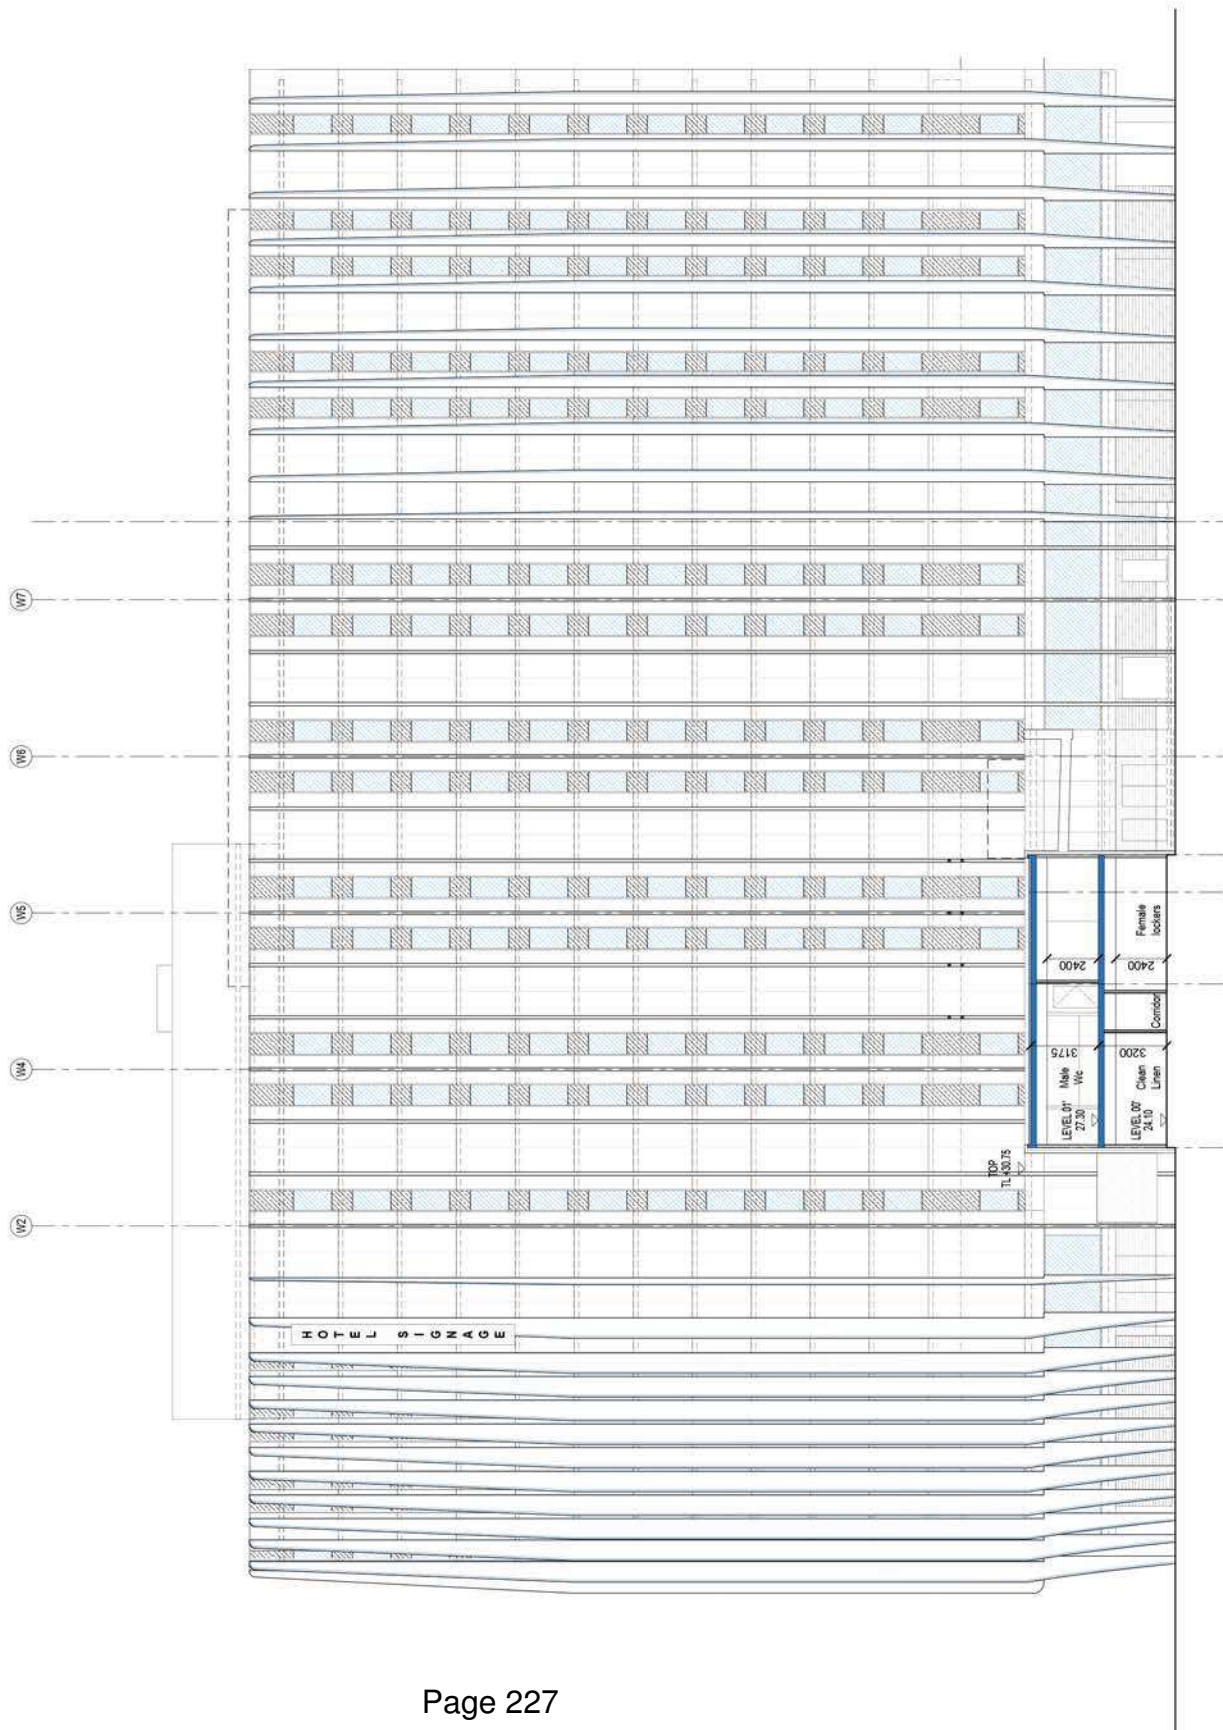 W7
W6
W5
W4
W2
HOTEL SIGNAGE
TOP
TL +30.75
LEVEL 01'
27.30
Male
Wc
3175
2400
LEVEL 00'
24.10
Clean
Linen
3200
Corridor
2400
Female
lockers
Page 227